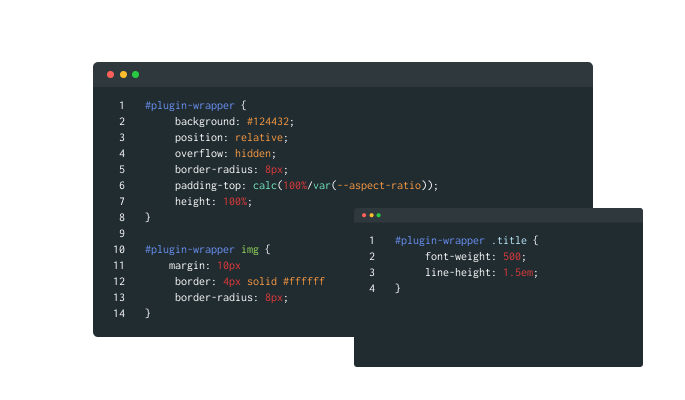 1 #plugin-wrapper {
2 background: #124432;
3 position: relative;
4 overflow: hidden;
5 border-radius: 8px;
6 padding-top: calc(100%/var(--aspect-ratio));
7 height: 100%;
8 }
9
10 #plugin-wrapper img {
11 margin: 10px
12 border: 4px solid #ffffff
13 border-radius: 8px;
14 }
1 #plugin-wrapper .title {
2 font-weight: 500;
3 line-height: 1.5em;
4 }